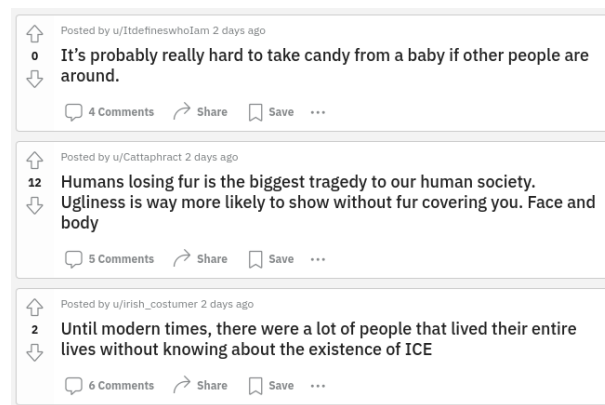 Posted by u/ItdefineswhoIam 2 days ago
0
It's probably really hard to take candy from a baby if other people are
around.
4 Comments Share Save ...
Posted by u/Cattaphract 2 days ago
12
Humans losing fur is the biggest tragedy to our human society.
Ugliness is way more likely to show without fur covering you. Face and
body
5 Comments Share Save ...
Posted by u/irish_costumer 2 days ago
2
Until modern times, there were a lot of people that lived their entire
lives without knowing about the existence of ICE
6 Comments Share Save ...